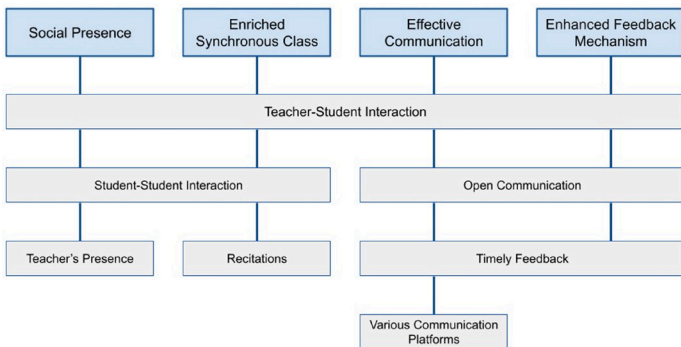 Social Presence
Enriched
Synchronous Class
Effective
Communication
Enhanced Feedback
Mechanism
Teacher-Student Interaction
Student-Student Interaction
Open Communication
Teacher's Presence
Recitations
Timely Feedback
Various Communication
Platforms